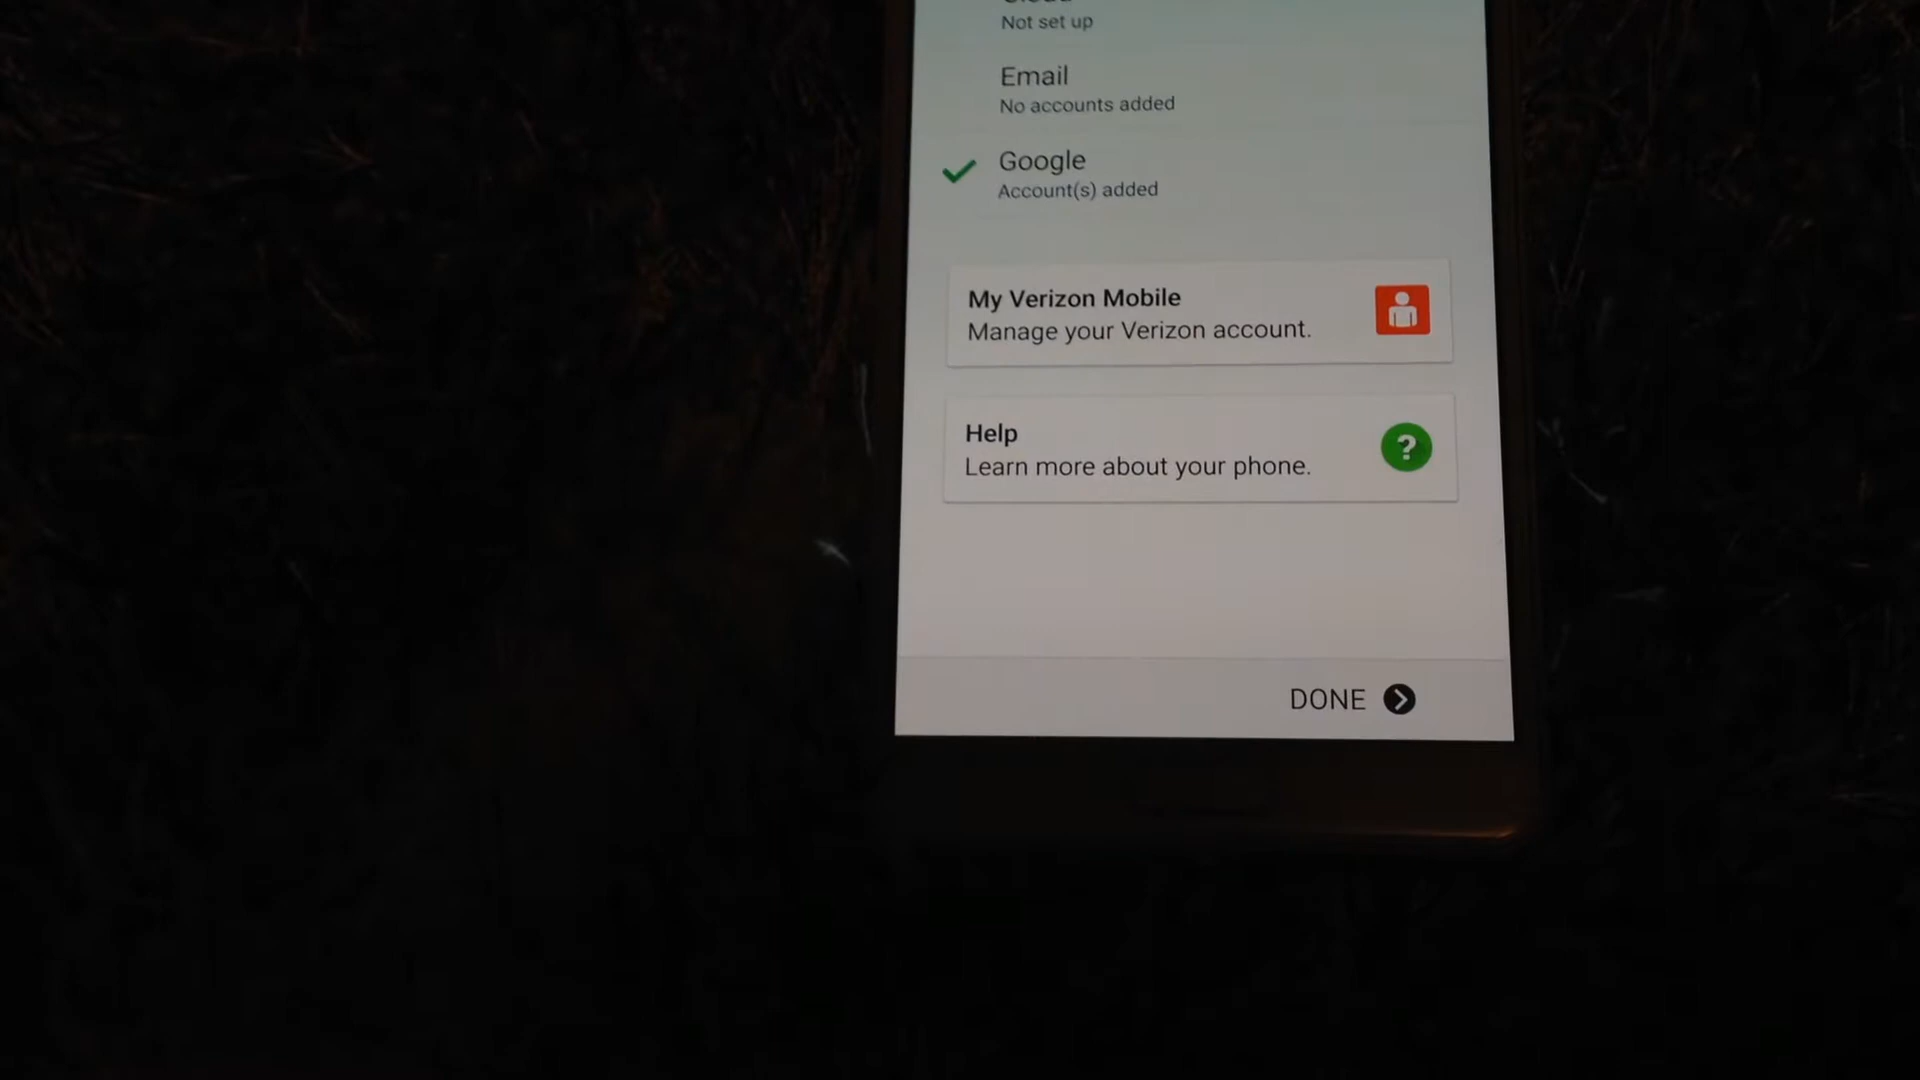 Not set up
Email
No accounts added
Google
Account(s) added
My Verizon Mobile
Manage your Verizon account.
Help
Learn more about your phone.
DONE